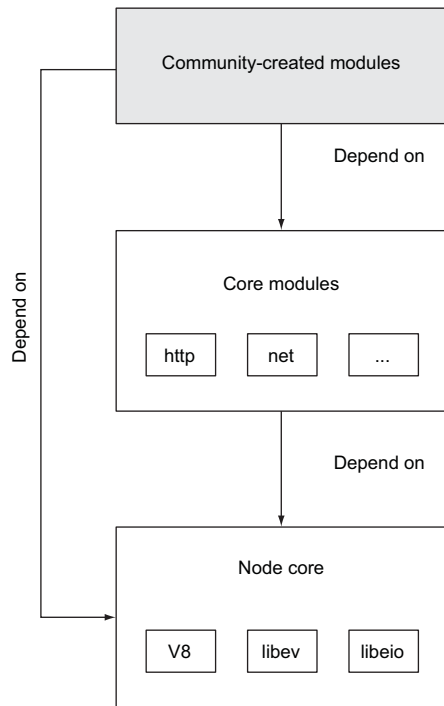 Community-created modules
Depend on
Depend on
Core modules
http
net
...
Depend on
Node core
V8
libev
libeio